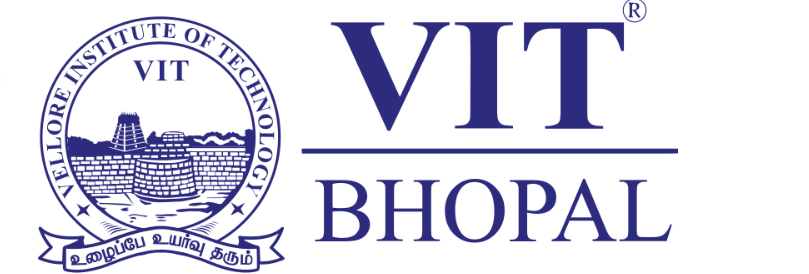 VELLORE INSTITUTE OF TECHNOLOGY
VIT
உழைப்பே உயர்வு தரும்
VIT®
BHOPAL